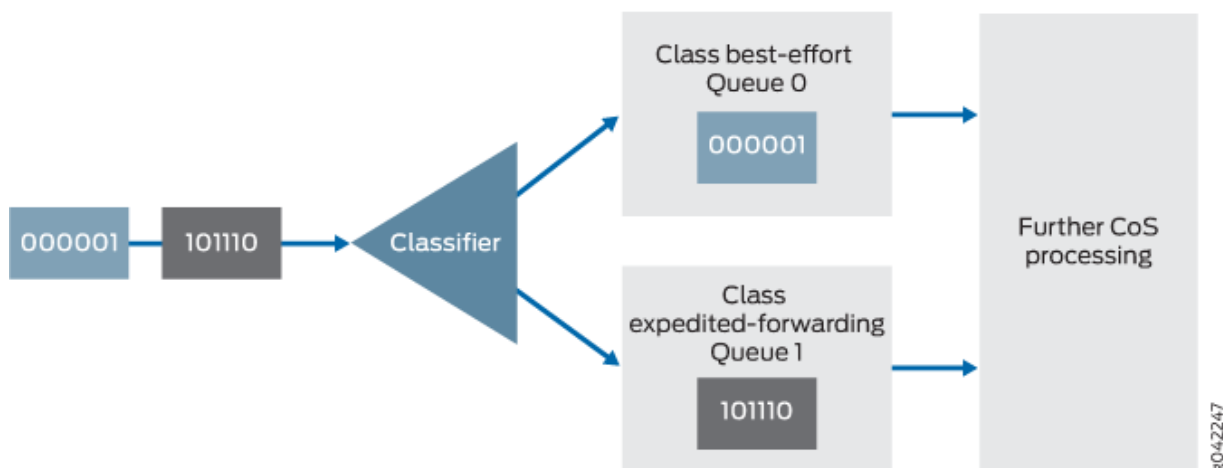 000001
101110
Classifier
Class best-effort
Queue 0
000001
Class
expedited-forwarding
Queue 1
101110
Further CoS
processing
g042247